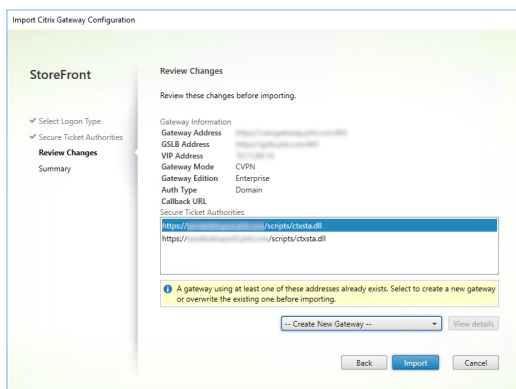 Import Citrix Gateway Configuration
StoreFront
Select Logon Type
Secure Ticket Authorities
Review Changes
Summary
Review Changes
Review these changes before importing.
Gateway Information
Gateway Address
GSLB Address
VIP Address
Gateway Mode CVPN
Gateway Edition Enterprise
Auth Type Domain
Callback URL
Secure Ticket Authorities
https:// /scripts/ctxsta.dll
https:// /scripts/ctxsta.dll
A gateway using at least one of these addresses already exists. Select to create a new gateway
or overwrite the existing one before importing.
-- Create New Gateway -- View details
Back Import Cancel